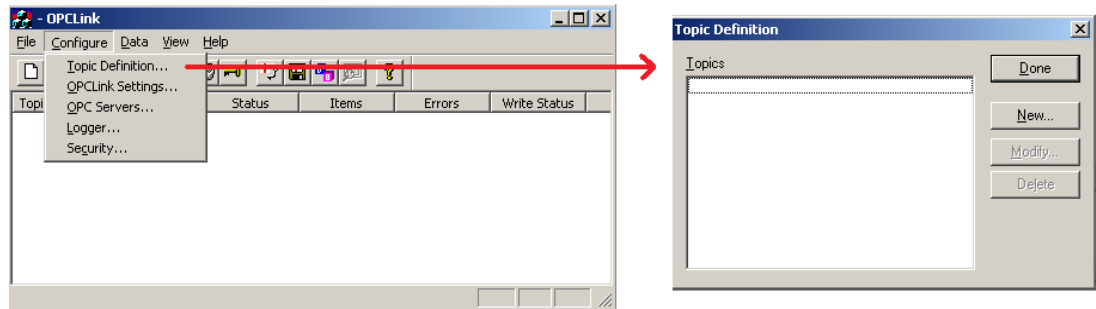 - OPCLink
File Configure Data View Help
Topic Definition...
OPCLink Settings...
OPC Servers...
Logger...
Security...
Topi Status Items Errors Write Status
Topic Definition
Topics
Done
New...
Modify...
Delete